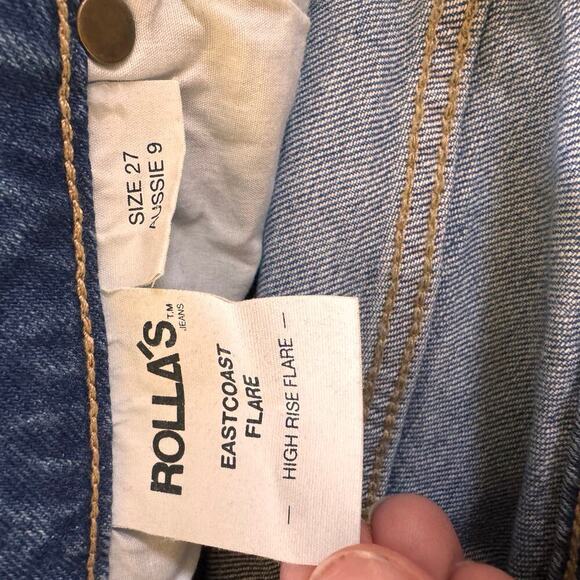 SIZE 27
AUSSIE 9
ROLLA'S T.M
JEANS
EASTCOAST
FLARE
— HIGH RISE FLARE —